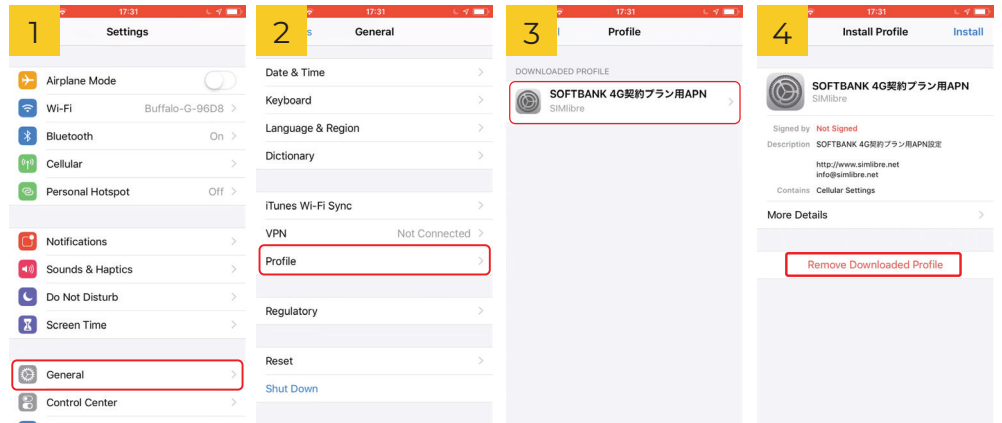 1
17:31
Settings
Airplane Mode
Wi-Fi Buffalo-G-96D8
Bluetooth On
Cellular
Personal Hotspot Off
Notifications
Sounds & Haptics
Do Not Disturb
Screen Time
General
Control Center
2
17:31
s General
Date & Time
Keyboard
Language & Region
Dictionary
iTunes Wi-Fi Sync
VPN Not Connected
Profile
Regulatory
Reset
Shut Down
3
17:31
l Profile
DOWNLOADED PROFILE
SOFTBANK 4G契約プラン用APN
SIMlibre
4
17:31
Install Profile Install
SOFTBANK 4G契約プラン用APN
SIMlibre
Signed by Not Signed
Description SOFTBANK 4G契約プラン用APN設定
http://www.simlibre.net
info@simlibre.net
Contains Cellular Settings
More Details
Remove Downloaded Profile